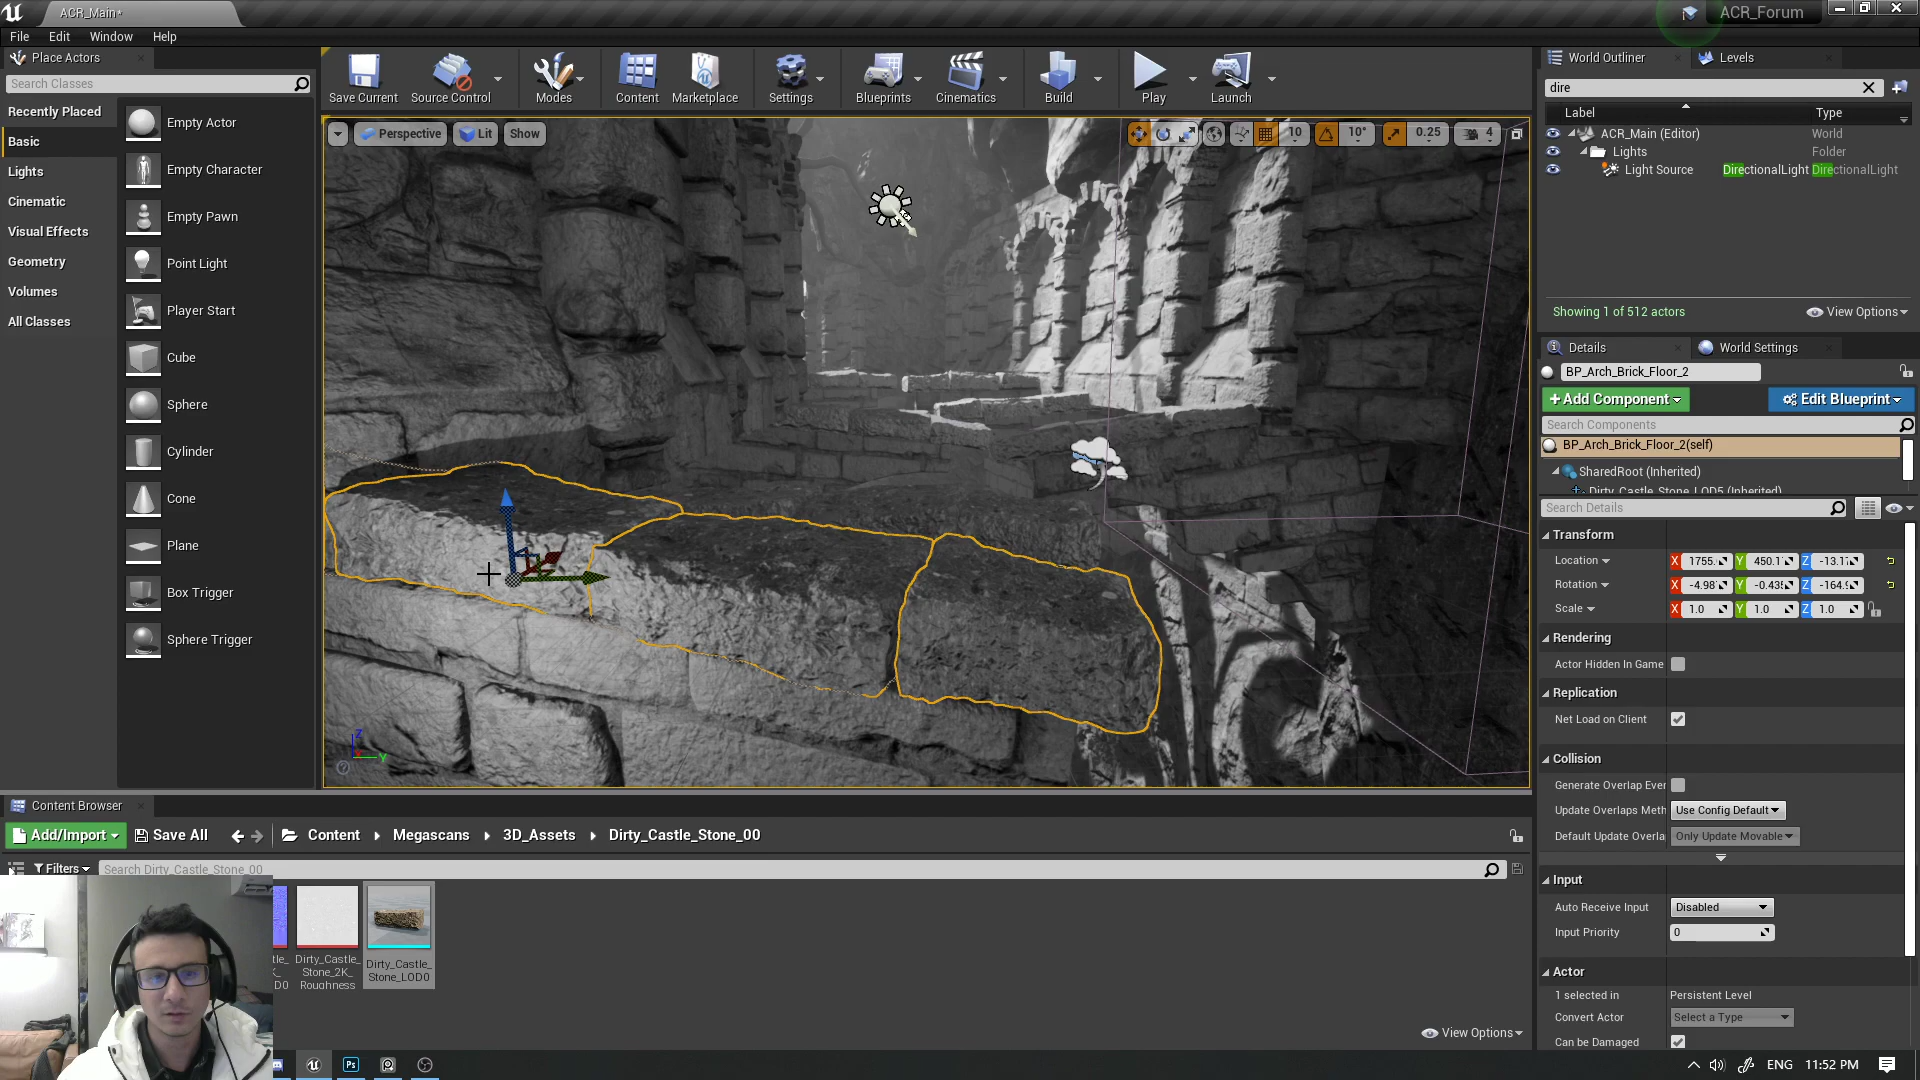 ACR_Main*
ACR_Forum
File Edit Window Help
Place Actors
Search Classes
Recently Placed
Basic
Lights
Cinematic
Visual Effects
Geometry
Volumes
All Classes
Empty Actor
Empty Character
Empty Pawn
Point Light
Player Start
Cube
Sphere
Cylinder
Cone
Plane
Box Trigger
Sphere Trigger
Save Current Source Control Modes Content Marketplace Settings Blueprints Cinematics Build Play Launch
Perspective Lit Show
10 10° 0.25 4
Z
Y
World Outliner Levels
dire
Label Type
ACR_Main (Editor) World
Lights Folder
Light Source DirectionalLight DirectionalLight
Showing 1 of 512 actors View Options
Details World Settings
BP_Arch_Brick_Floor_2
+Add Component Edit Blueprint
Search Components
BP_Arch_Brick_Floor_2(self)
SharedRoot (Inherited)
Dirty_Castle_Stone_LOD5 (Inherited)
Search Details
Transform
Location X 1755. Y 450.1 Z -13.1
Rotation X -4.98 Y -0.43 Z -164.
Scale X 1.0 Y 1.0 Z 1.0
Rendering
Actor Hidden In Game
Replication
Net Load on Client
Collision
Generate Overlap Ever
Update Overlaps Meth Use Config Default
Default Update Overla Only Update Movable
Input
Auto Receive Input Disabled
Input Priority 0
Actor
1 selected in Persistent Level
Convert Actor Select a Type
Can be Damaged
Content Browser
Add/Import Save All Content Megascans 3D_Assets Dirty_Castle_Stone_00
Filters Search Dirty_Castle_Stone_00
Dirty_Castle_
Stone_2K_
Roughness
Dirty_Castle_
Stone_LOD0
View Options
Ps
ENG 11:52 PM